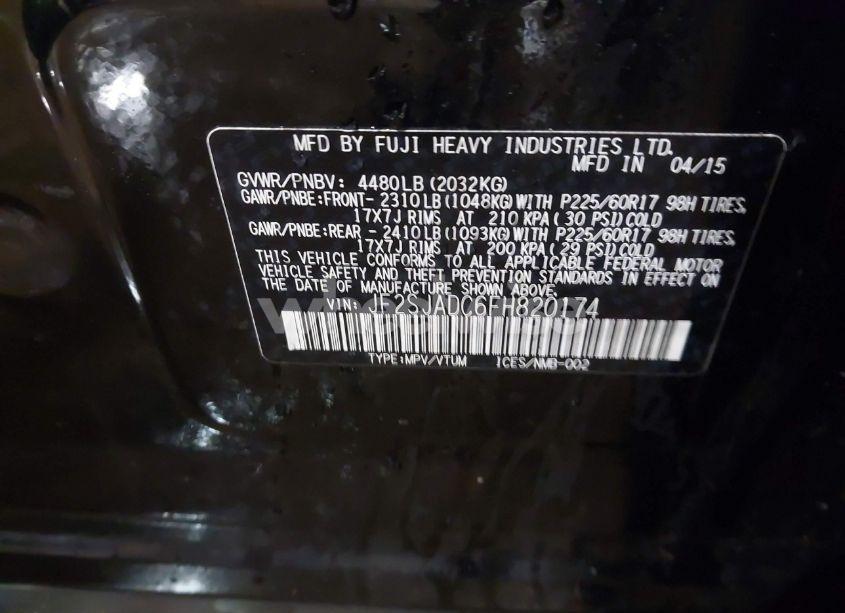 MFD BY FUJI HEAVY INDUSTRIES LTD.
MFD IN 04/15
GVWR/PNBV: 4480LB (2032KG)
GAWR/PNBE:FRONT- 2310LB (1048KG) WITH P225/60R17 98H TIRES,
17X7J RIMS AT 210 KPA ( 30 PSI) COLD
GAWR/PNBE:REAR - 2410LB (1093KG) WITH P225/60R17 98H TIRES,
17X7J RIMS AT 200 KPA ( 29 PSI) COLD
THIS VEHICLE CONFORMS TO ALL APPLICABLE FEDERAL MOTOR
VEHICLE SAFETY AND THEFT PREVENTION STANDARDS IN EFFECT ON
THE DATE OF MANUFACTURE SHOWN ABOVE.
VIN: JF2SJADC6FH820174
TYPE:MPV/VTUM ICES/NMB-002